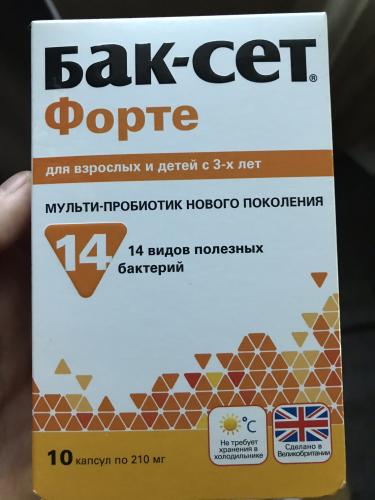 Бак-сет®
Форте
для взрослых и детей с 3-х лет
МУЛЬТИ-ПРОБИОТИК НОВОГО ПОКОЛЕНИЯ
14
14 видов полезных
бактерий
°C
Не требует
хранения в
холодильнике
Сделано в
Великобритании
10 капсул по 210 мг